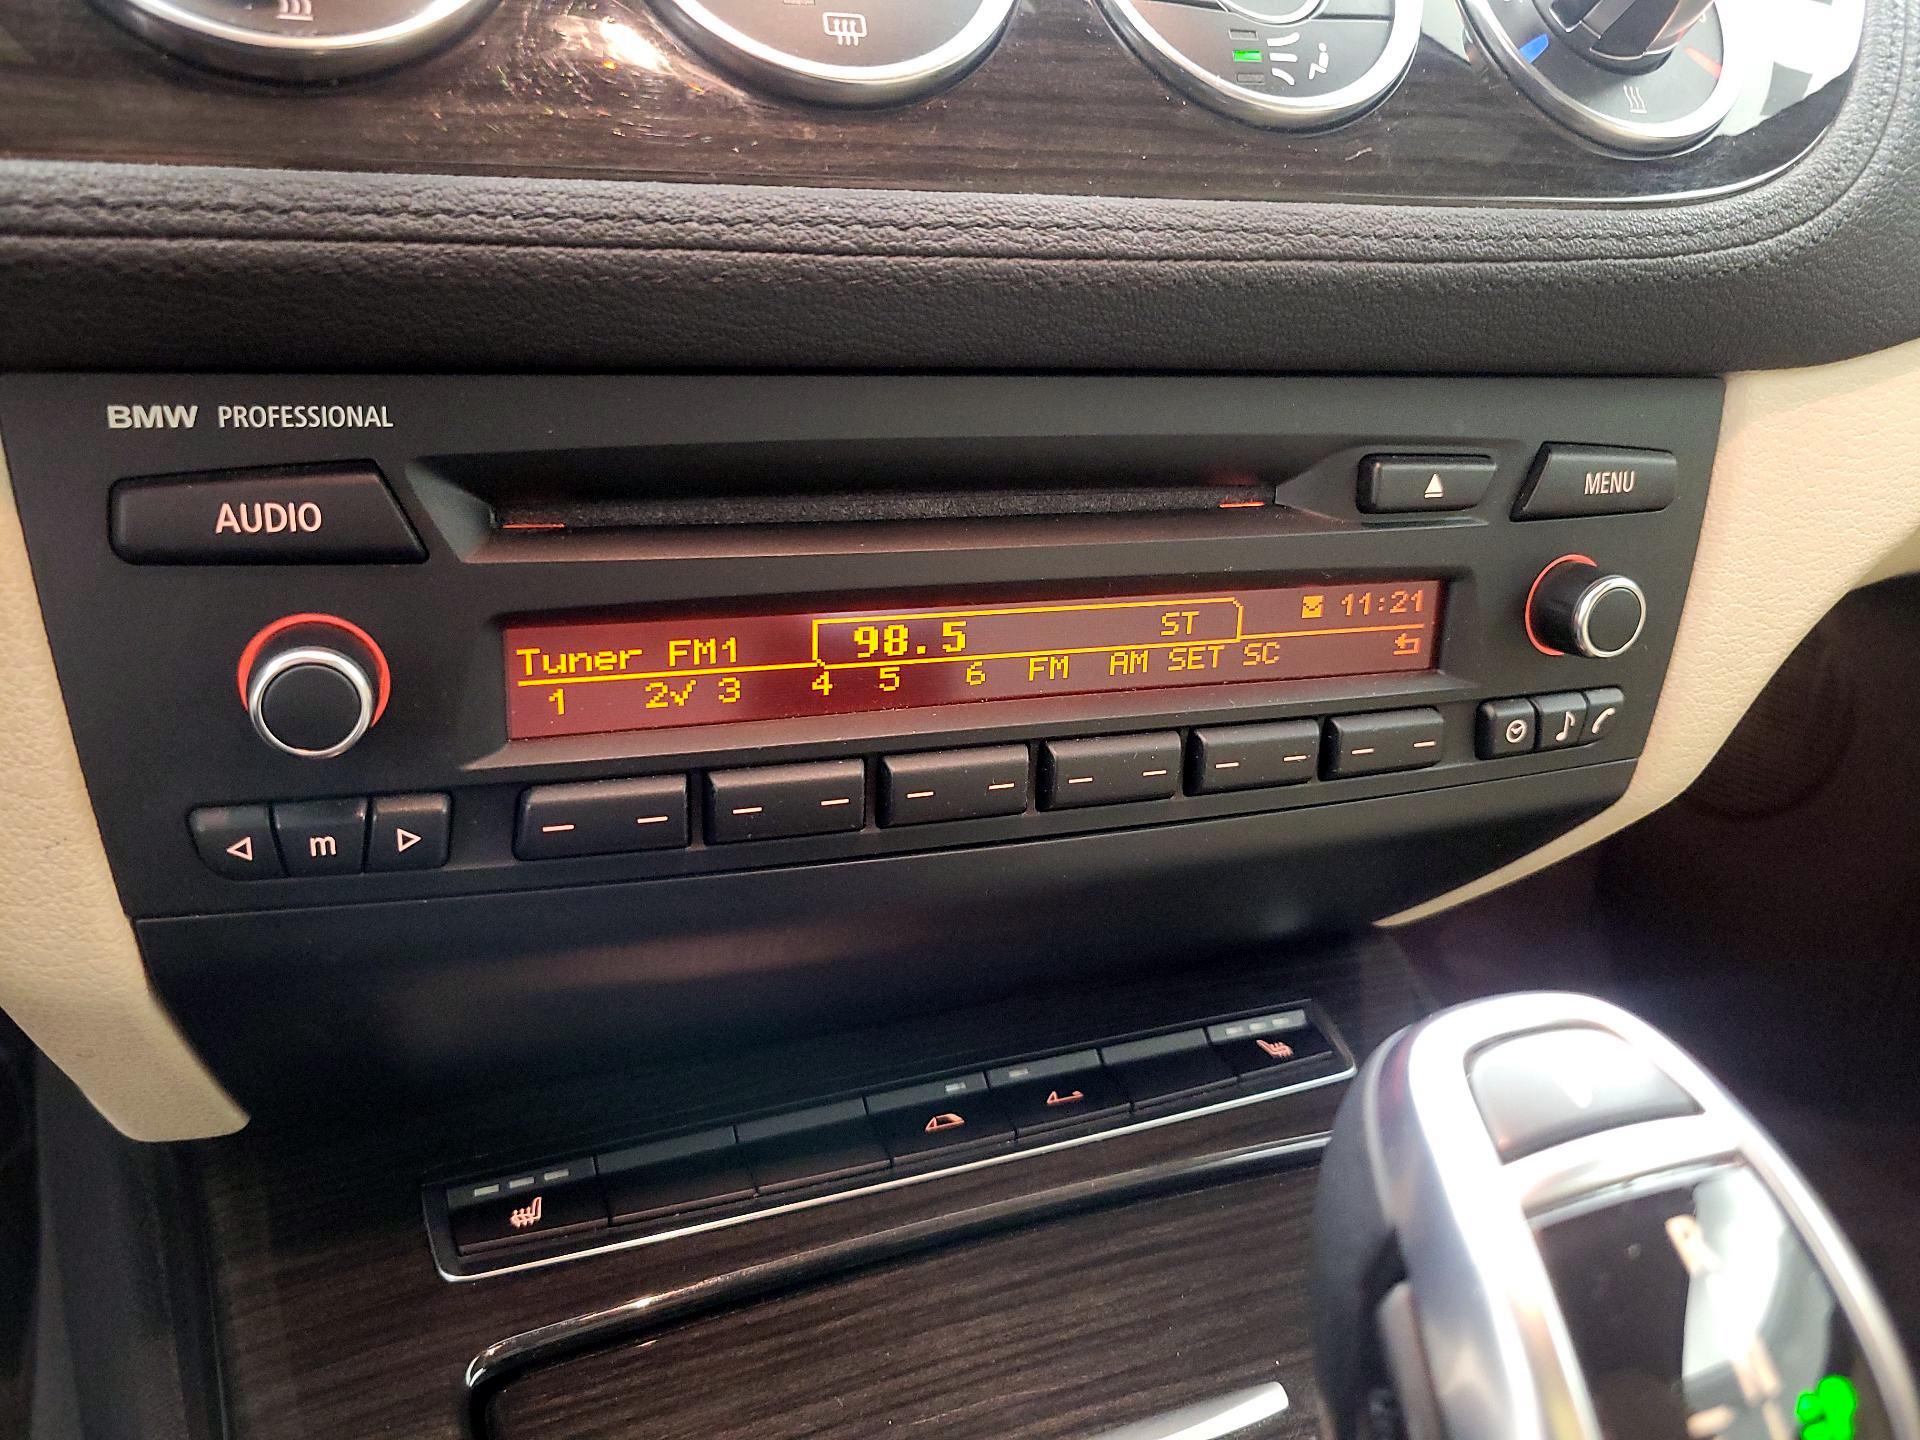 BMW PROFESSIONAL
AUDIO
MENU
Tuner FM1 98.5 ST 11:21
1 2✓ 3 4 5 6 FM AM SET SC
m